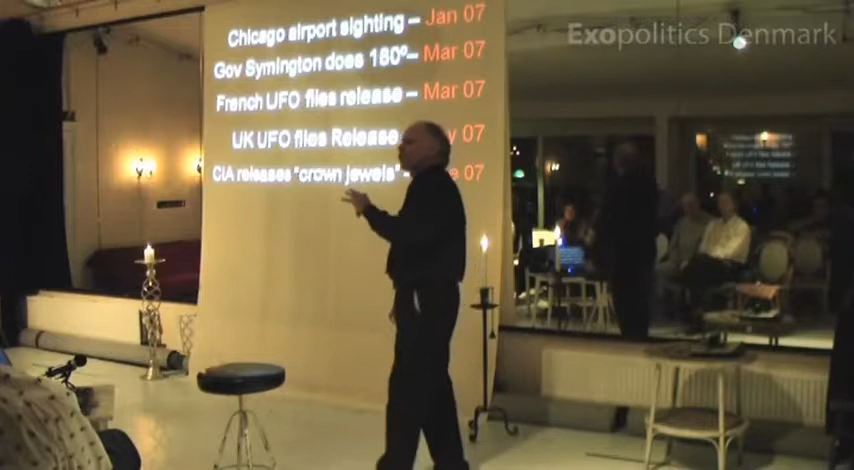 Exopolitics Denmark
Chicago airport sighting – Jan 07
Gov Symington does 180º– Mar 07
French UFO files release – Mar 07
UK UFO files Release 07
CIA releases "crown jewels" 07